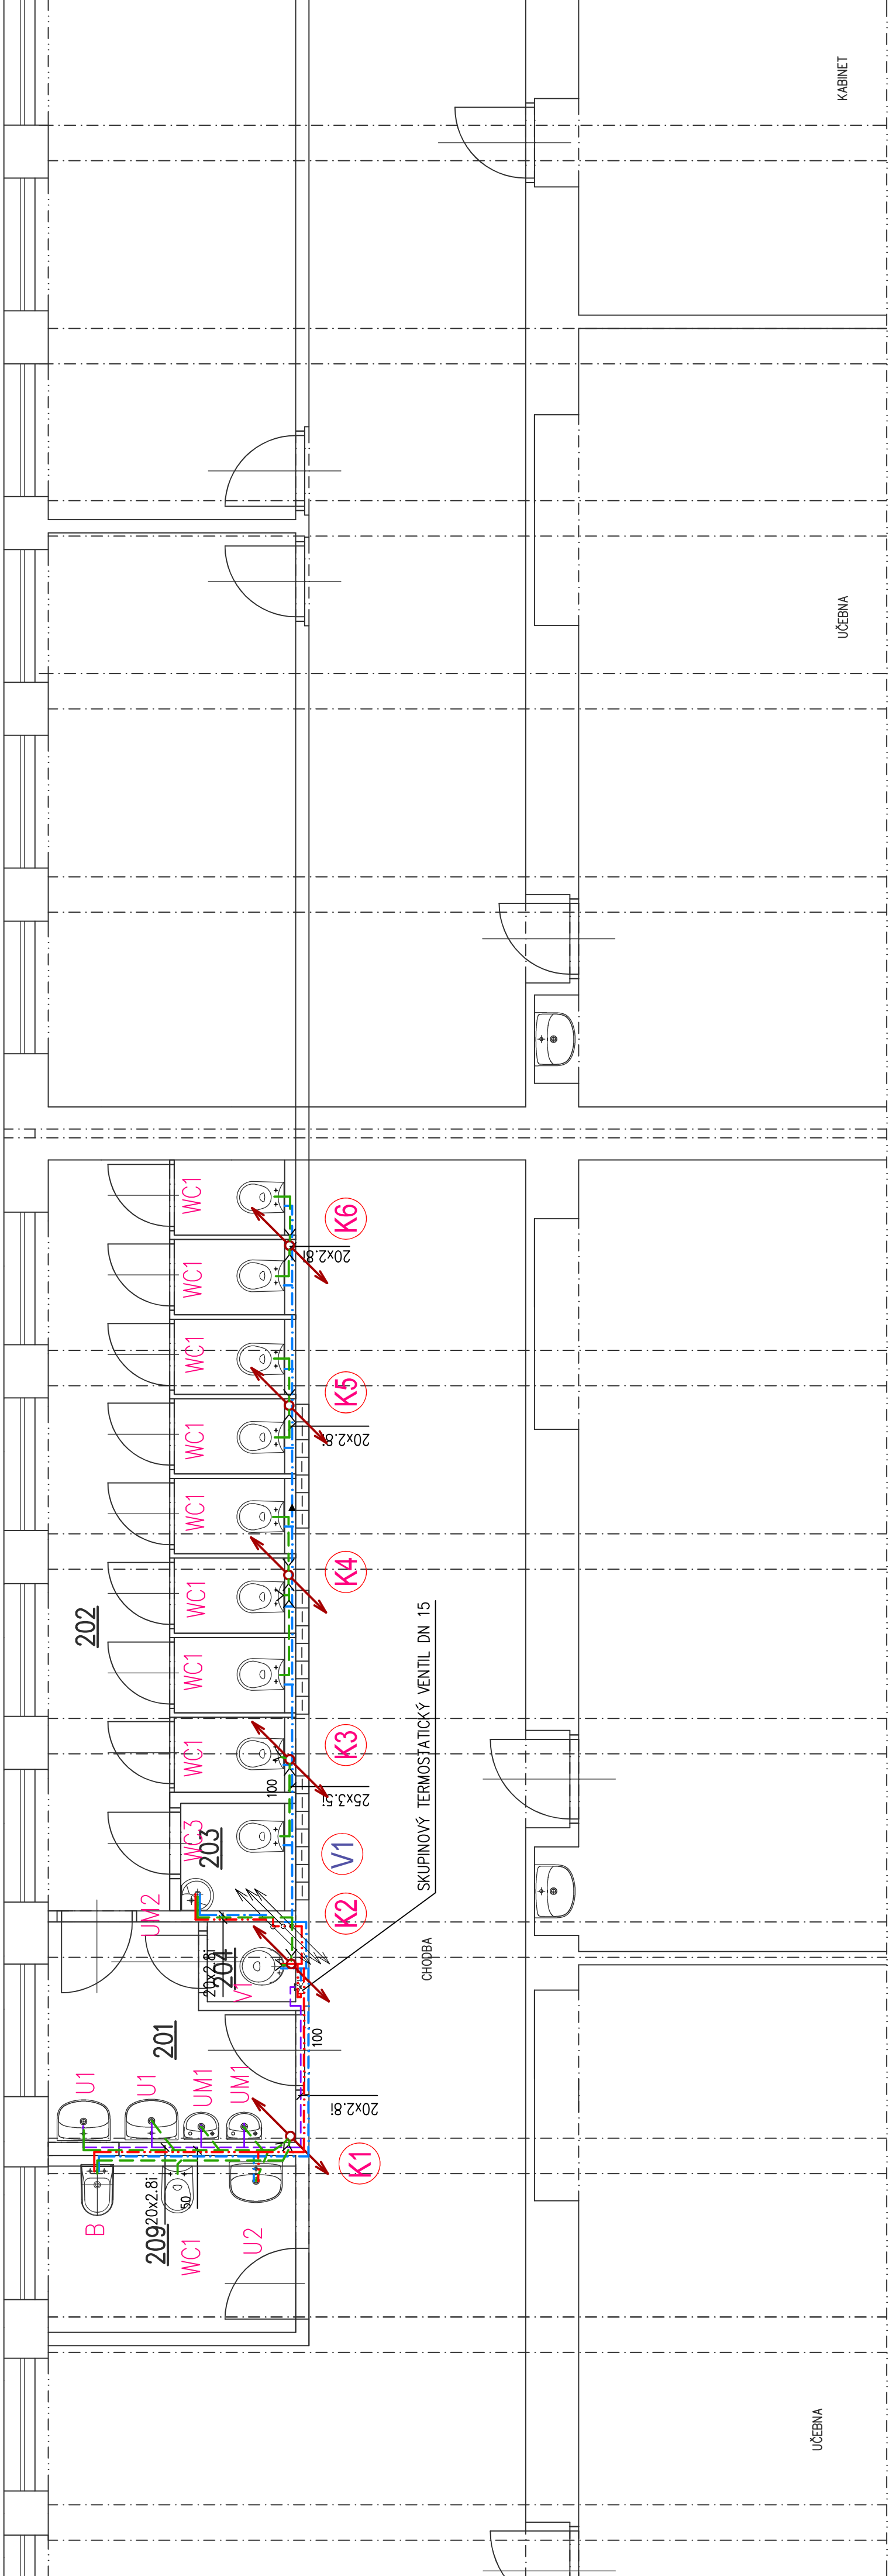 KABINET
UČEBNA
WC1
K6
WC1
20x2.8i
WC1
K5
WC1
20x2.8i
WC1
K4
WC1
202
WC1
SKUPINOVÝ TERMOSTATICKÝ VENTIL DN 15
WC1
K3
100
25x3.5i
WC3
203
V1
UM2
K2
20x2.8i
204
V1
CHODBA
201
100
U1
U1
UM1
UM1
20x2.8i
K1
B
20x2.8i
50
209
WC1
U2
UČEBNA